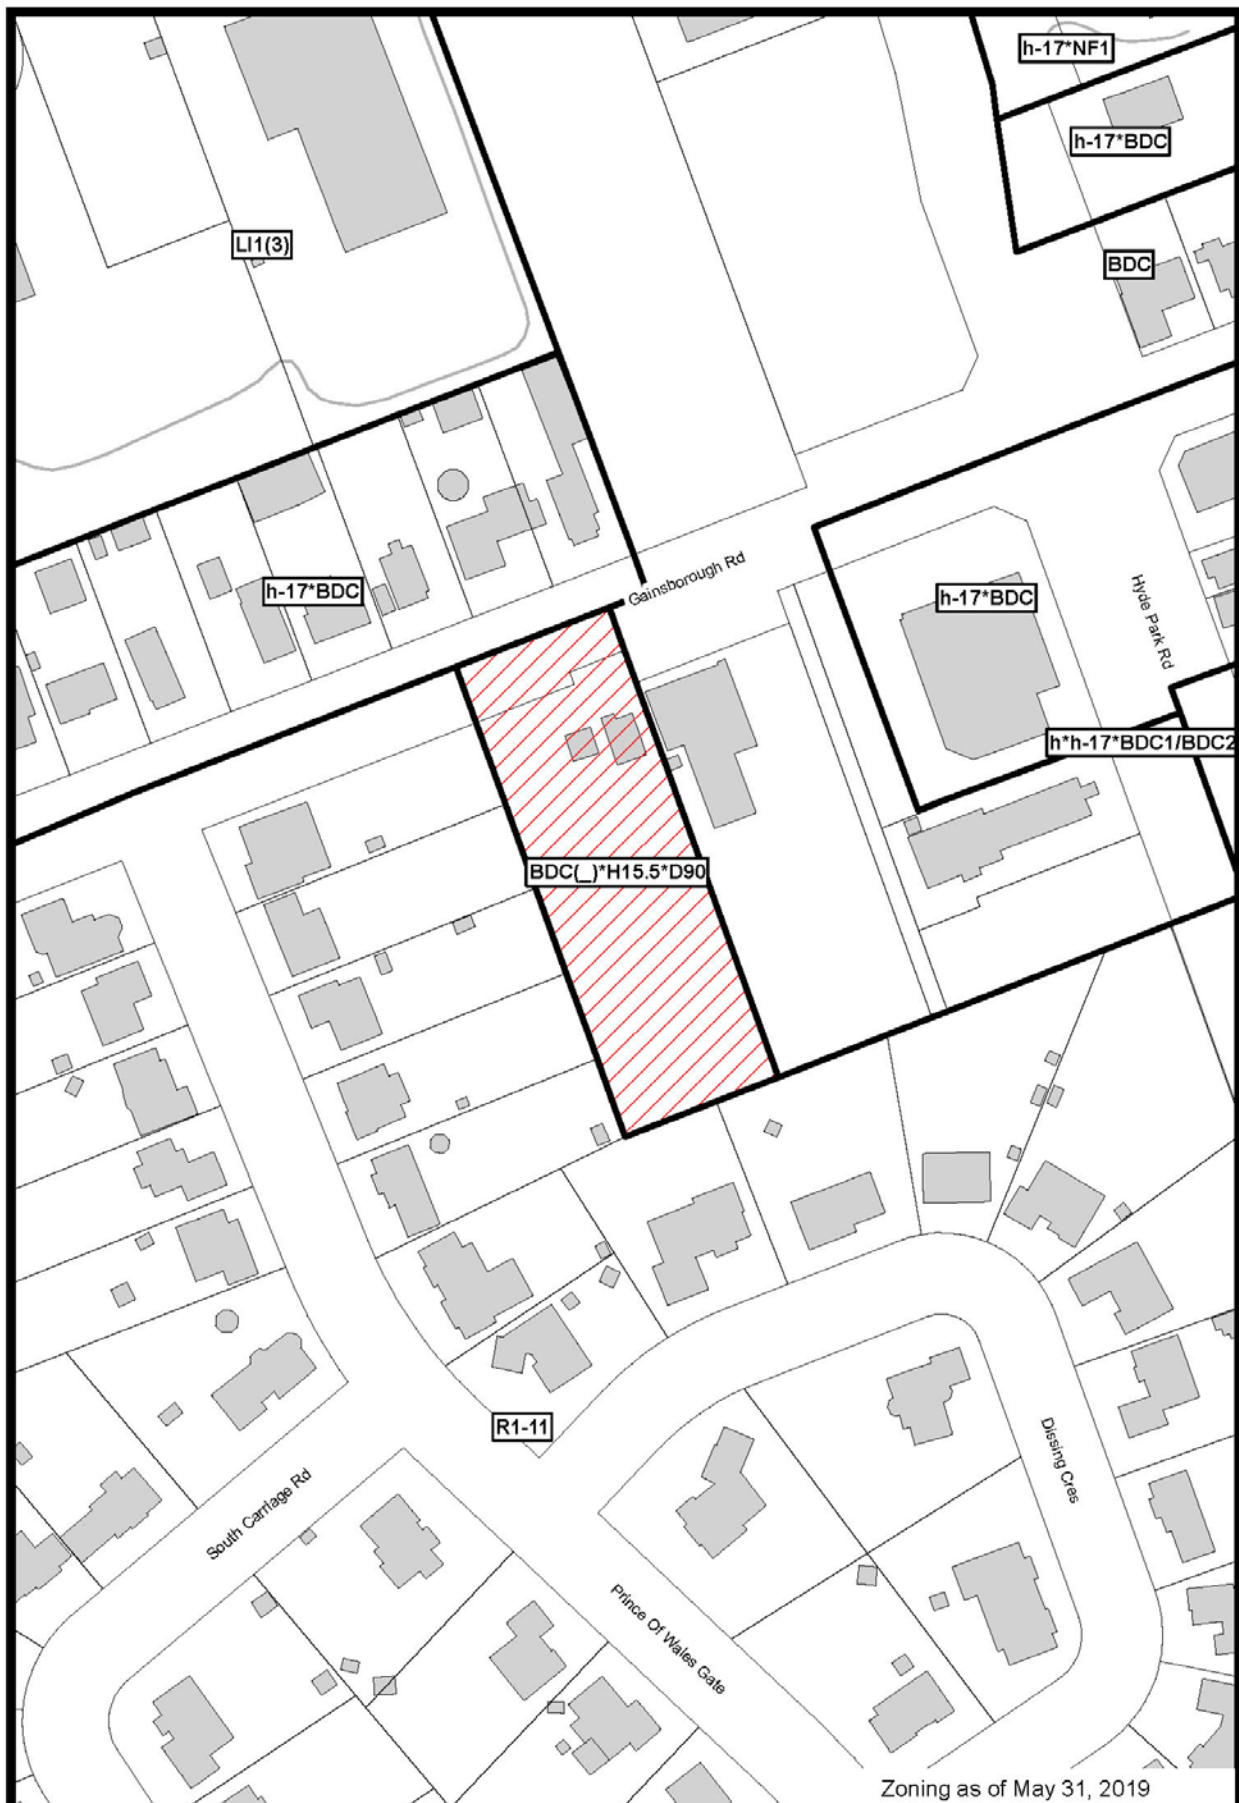 h-17*NF1
h-17*BDC
LI1(3)
BDC
Gainsborough Rd
h-17*BDC
h-17*BDC
Hyde Park Rd
h*h-17*BDC1/BDC2
BDC(_)*H15.5*D90
R1-11
Dissing Cres
South Carriage Rd
Prince Of Wales Gate
Zoning as of May 31, 2019